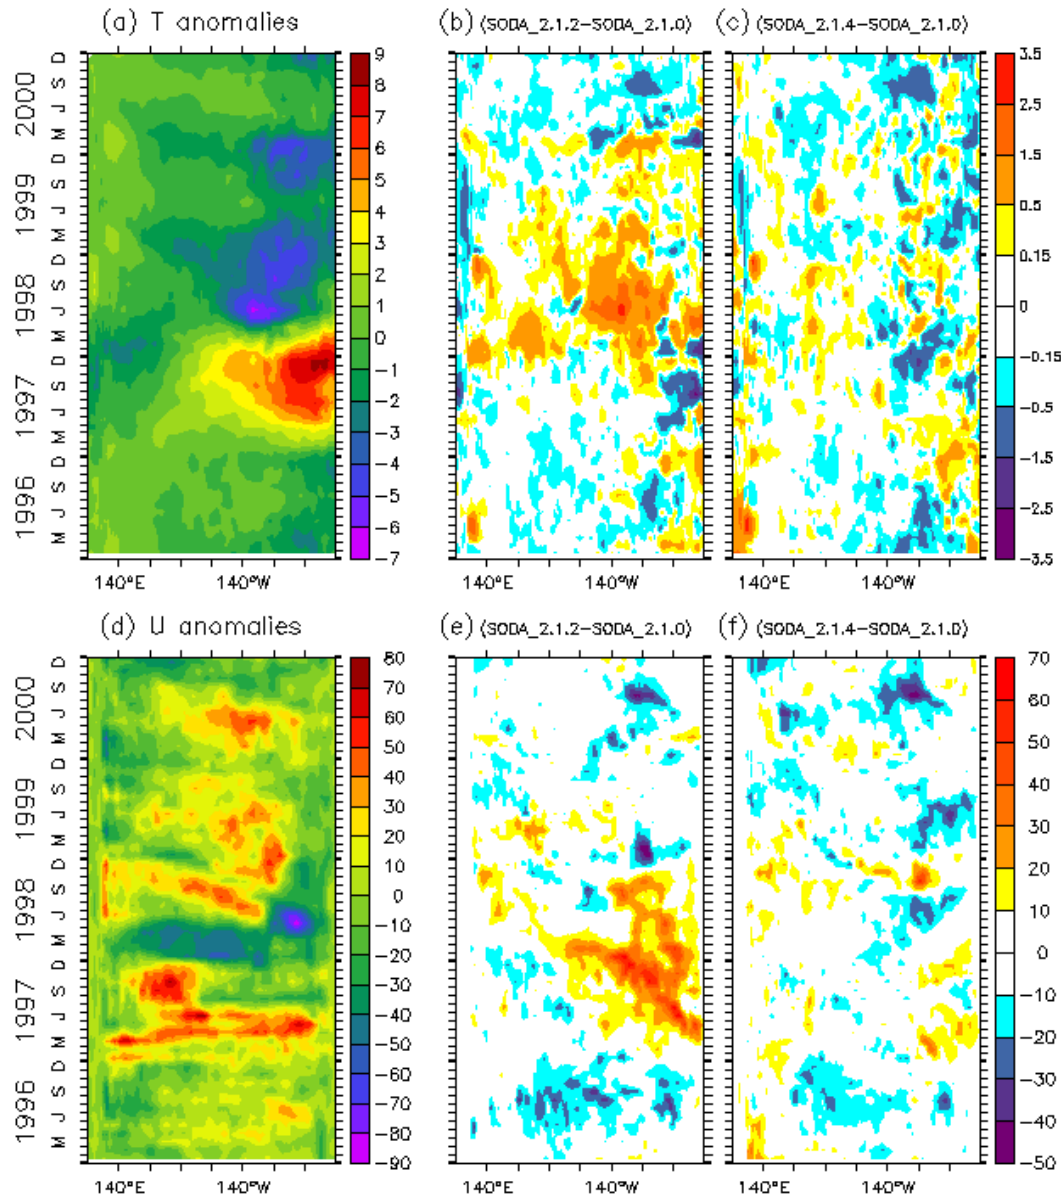 (a) T anomalies
(b) (SODA_2.1.2-SODA_2.1.0)
(c) (SODA_2.1.4-SODA_2.1.0)
2000
1999
1998
1997
1996
D
S
J
M
D
S
J
M
D
S
J
M
D
S
J
M
D
S
J
M
9
8
7
6
5
4
3
2
1
0
-1
-2
-3
-4
-5
-6
-7
3.5
2.5
1.5
0.5
0.15
0
-0.15
-0.5
-1.5
-2.5
-3.5
140°E 140°W
140°E 140°W
140°E 140°W
(d) U anomalies
(e) (SODA_2.1.2-SODA_2.1.0)
(f) (SODA_2.1.4-SODA_2.1.0)
2000
1999
1998
1997
1996
D
S
J
M
D
S
J
M
D
S
J
M
D
S
J
M
D
S
J
M
80
70
60
50
40
30
20
10
0
-10
-20
-30
-40
-50
-60
-70
-80
-90
70
60
50
40
30
20
10
0
-10
-20
-30
-40
-50
140°E 140°W
140°E 140°W
140°E 140°W